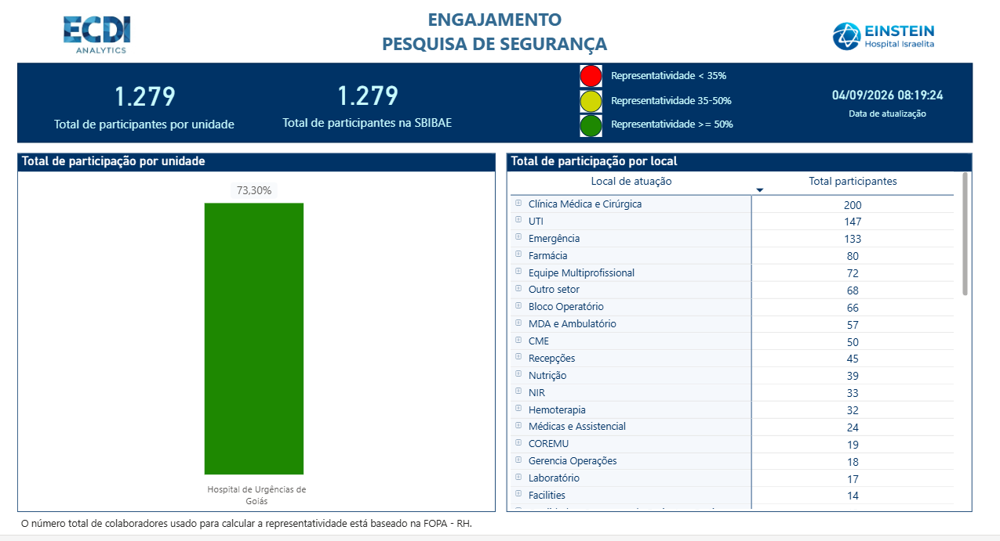 ECDI
ANALYTICS
ENGAJAMENTO
PESQUISA DE SEGURANÇA
EINSTEIN
Hospital Israelita
1.279
Total de participantes por unidade
1.279
Total de participantes na SBIBAE
Representatividade < 35%
Representatividade 35-50%
Representatividade >= 50%
04/09/2026 08:19:24
Data de atualização
Total de participação por unidade
73,30%
Hospital de Urgências de
Goiás
Total de participação por local
Local de atuação Total participantes
Clínica Médica e Cirúrgica 200
UTI 147
Emergência 133
Farmácia 80
Equipe Multiprofissional 72
Outro setor 68
Bloco Operatório 66
MDA e Ambulatório 57
CME 50
Recepções 45
Nutrição 39
NIR 33
Hemoterapia 32
Médicas e Assistencial 24
COREMU 19
Gerencia Operações 18
Laboratório 17
Facilities 14
O número total de colaboradores usado para calcular a representatividade está baseado na FOPA - RH.